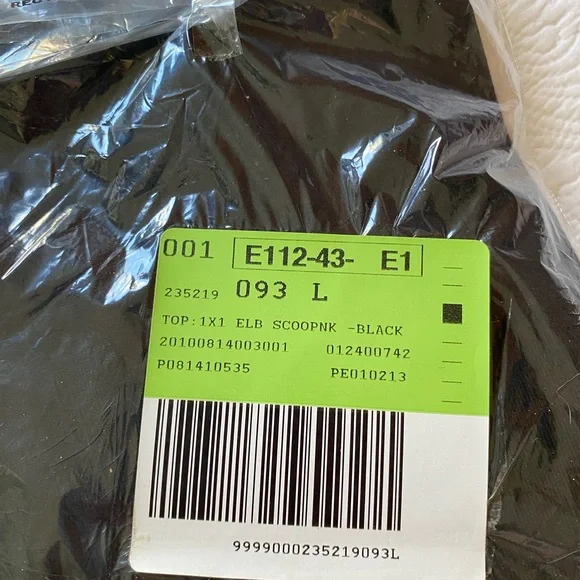 001 E112-43- E1
235219 093 L
TOP:1X1 ELB SCOOPNK -BLACK
20100814003001 012400742
P081410535 PE010213
9999000235219093L